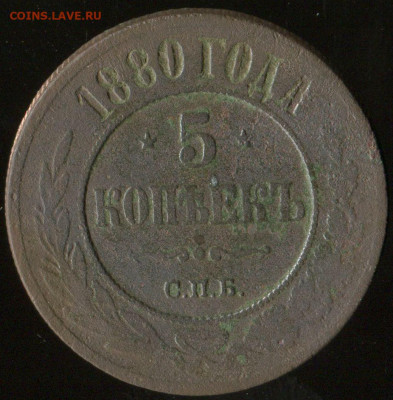 COINS.LAVE.RU
1880 ГОДА
5
КОПѢЕКЪ
С.П.Б.